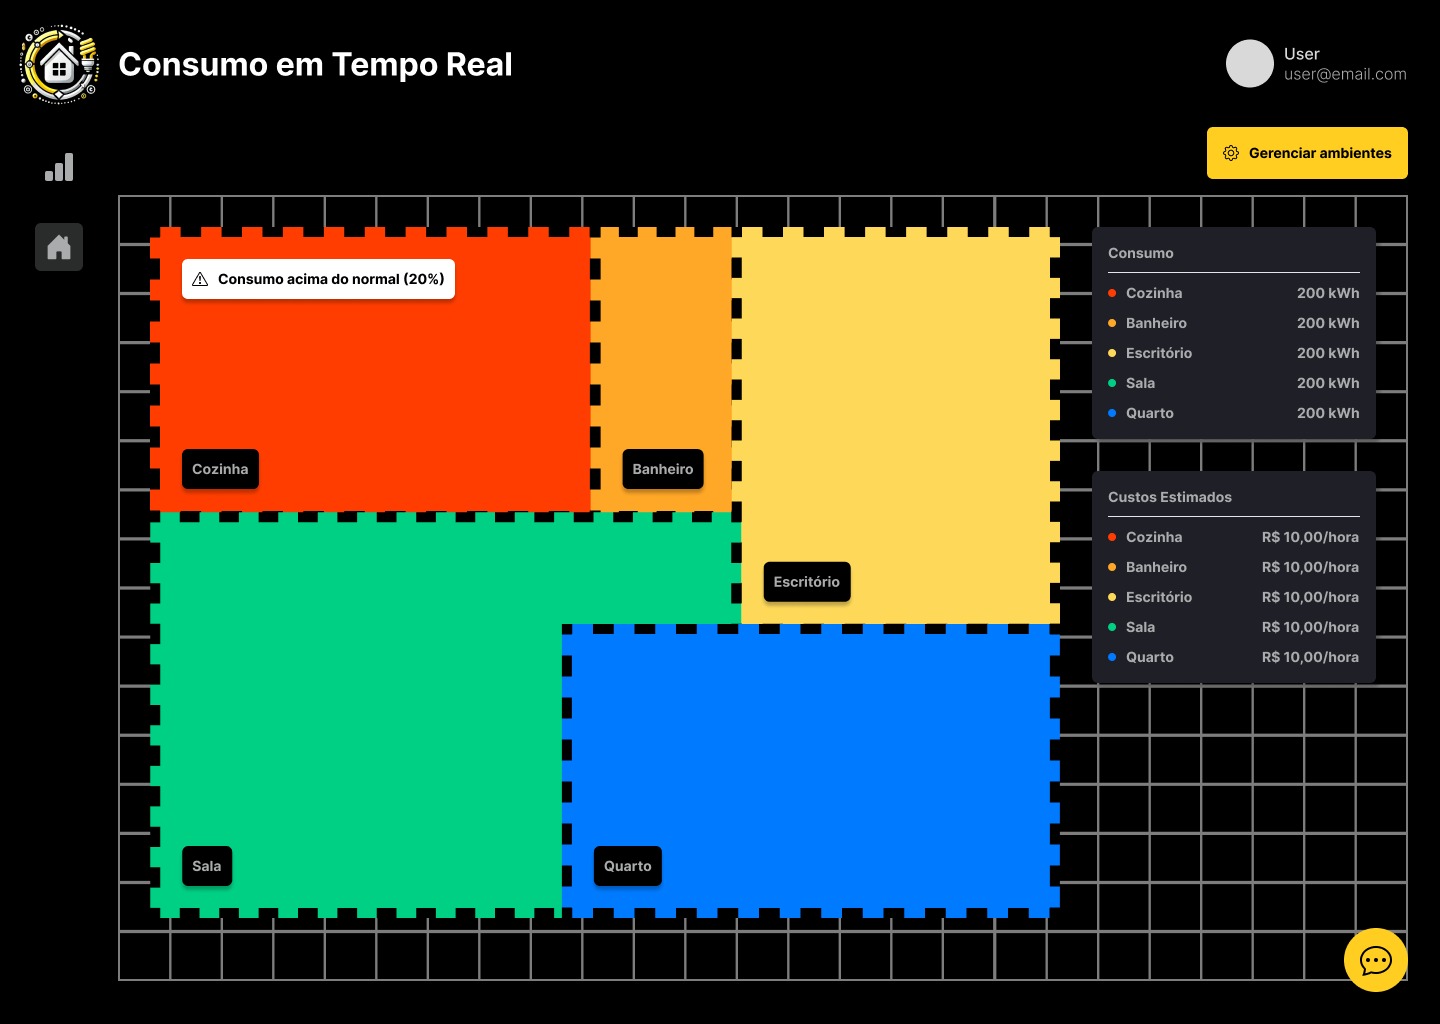 Consumo em Tempo Real
User
user@email.com
Gerenciar ambientes
Consumo acima do normal (20%)
Cozinha
Banheiro
Escritório
Sala
Quarto
Consumo
Cozinha 200 kWh
Banheiro 200 kWh
Escritório 200 kWh
Sala 200 kWh
Quarto 200 kWh
Custos Estimados
Cozinha R$ 10,00/hora
Banheiro R$ 10,00/hora
Escritório R$ 10,00/hora
Sala R$ 10,00/hora
Quarto R$ 10,00/hora